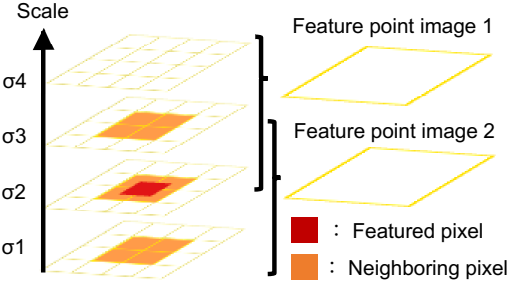 Scale
Feature point image 1
σ4
σ3
Feature point image 2
σ2
: Featured pixel
σ1
: Neighboring pixel